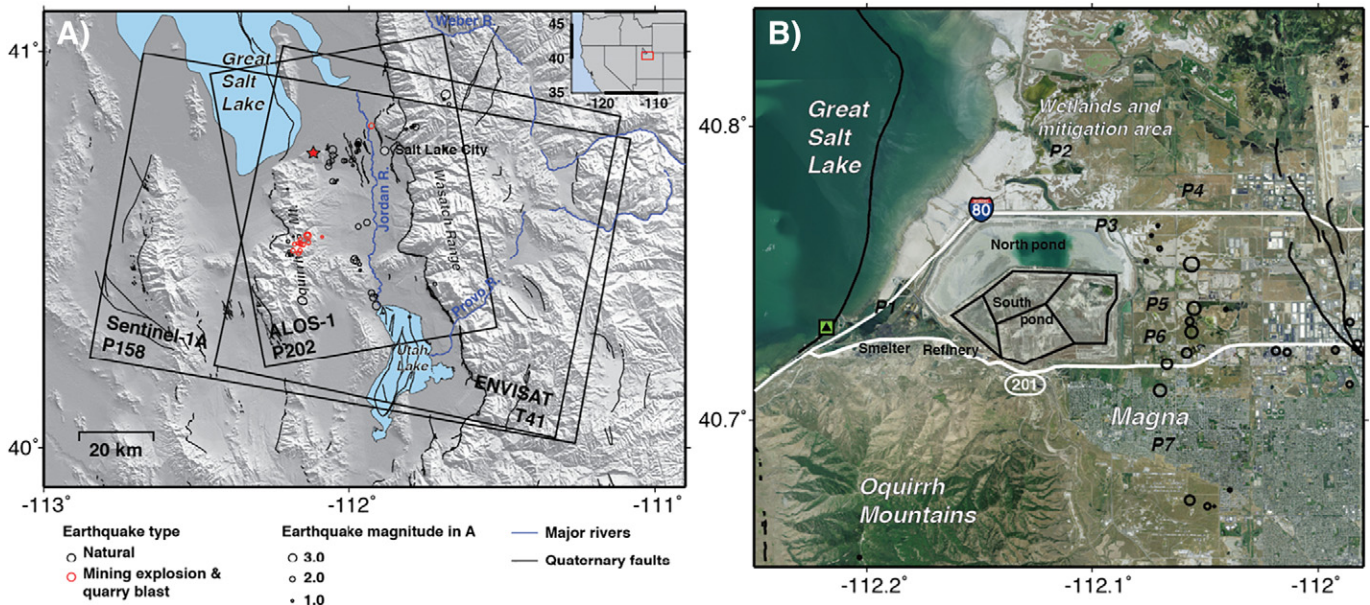 A)
Weber R.
Great
Salt
Lake
45
40
35
-120
-110
41°
40°
Salt Lake City
Jordan R.
Wasatch Range
Oquirrh Mt.
Provo R.
Utah
Lake
Sentinel-1A
P158
ALOS-1
P202
ENVISAT
T41
20 km
-113
-112
-111
Earthquake type
Natural
Mining explosion &
quarry blast
Earthquake magnitude in A
3.0
2.0
1.0
Major rivers
Quaternary faults
B)
Great
Salt
Lake
Wetlands and
mitigation area
P2
P4
80
P3
North pond
P1
South
pond
P5
P6
Smelter
Refinery
201
Magna
P7
Oquirrh
Mountains
40.8°
40.7°
-112.2°
-112.1°
-112°